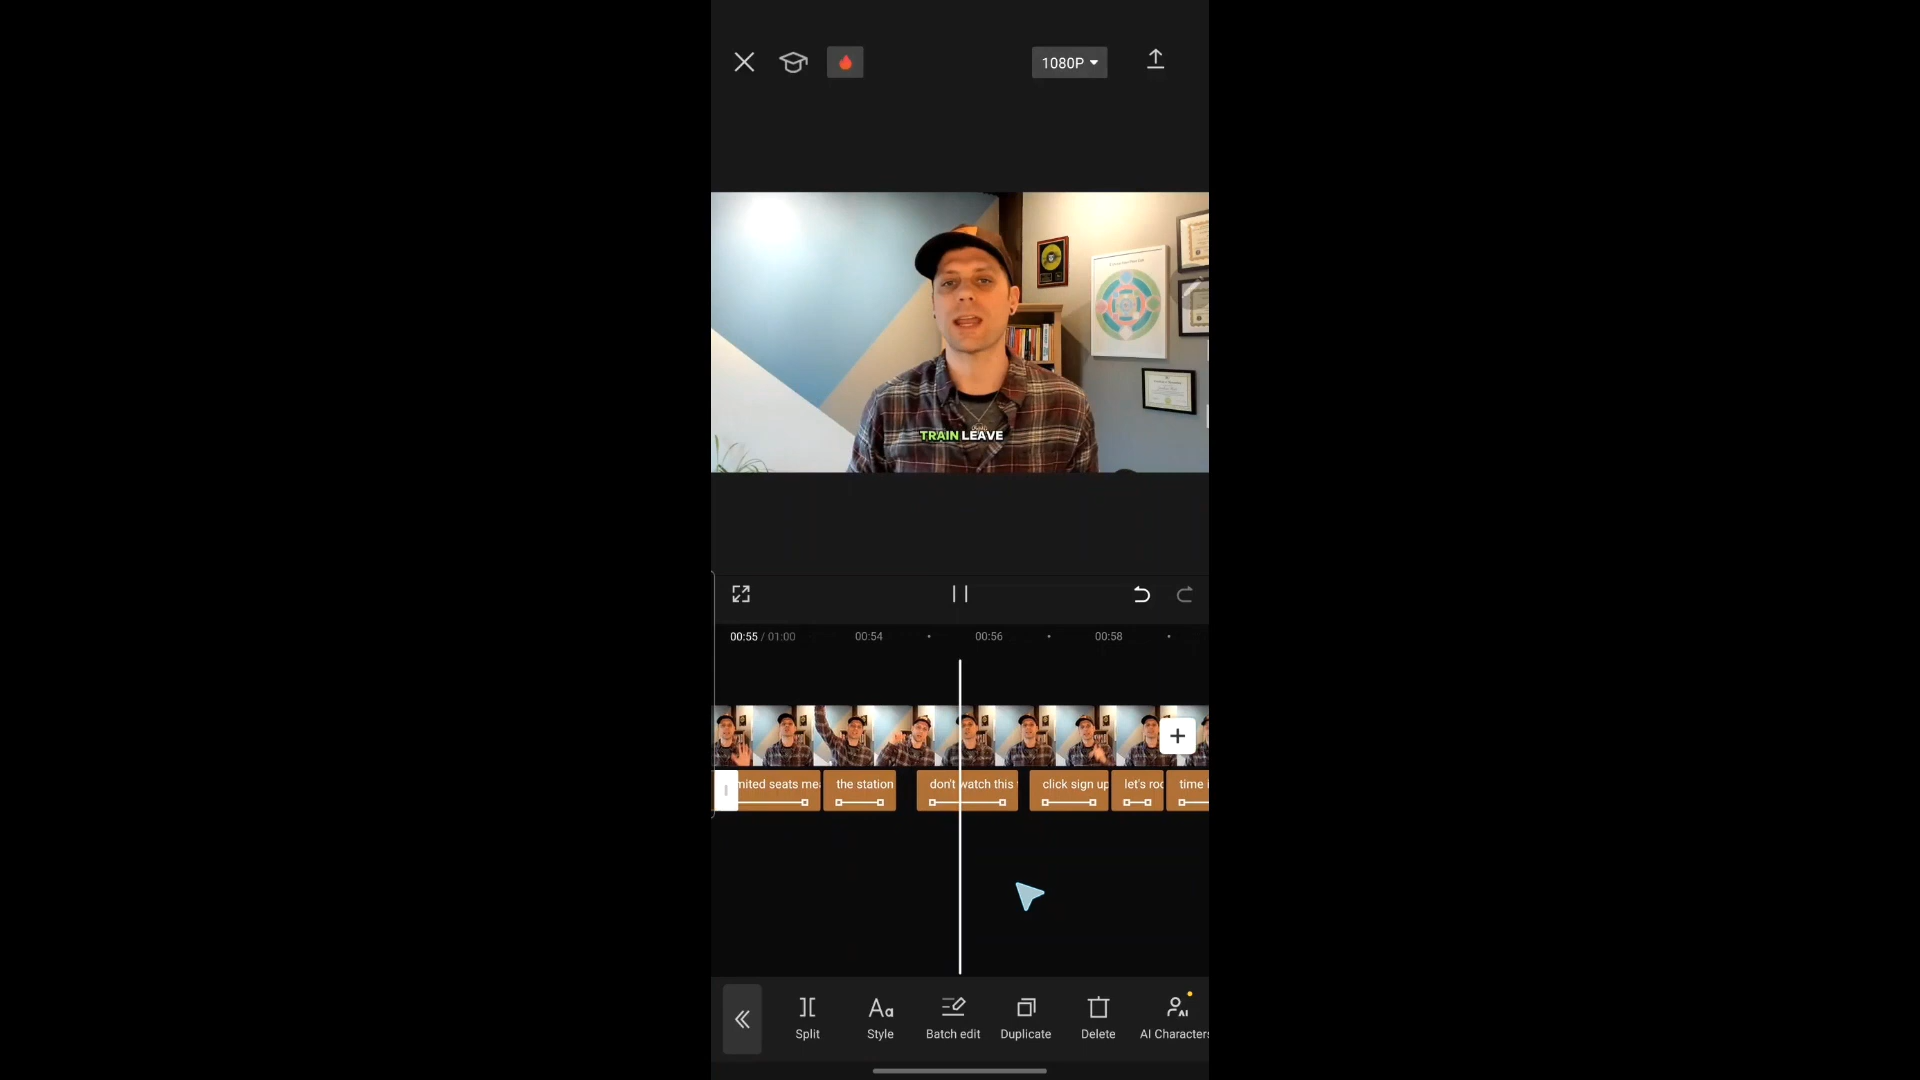 1080P
TRAIN LEAVE
00:55 / 01:00
00:54
00:56
00:58
mited seats me
the station
don't watch this
click sign up
let's roc
time i
Split
Style
Batch edit
Duplicate
Delete
AI Characters